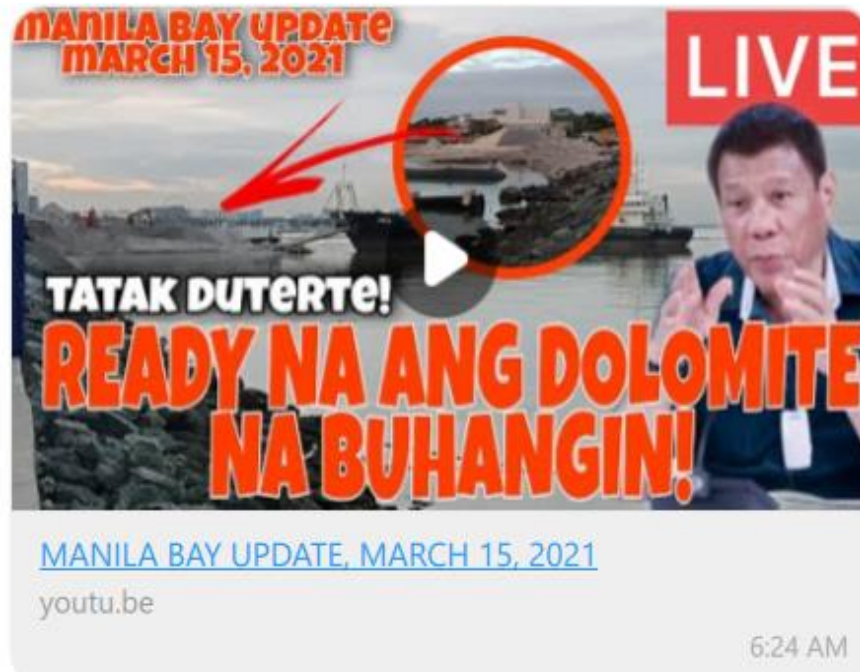 MANILA BAY UPDATE
MARCH 15, 2021
LIVE
TATAK DUTERTE!
READY NA ANG DOLOMITE
NA BUHANGIN!
MANILA BAY UPDATE, MARCH 15, 2021
youtu.be
6:24 AM